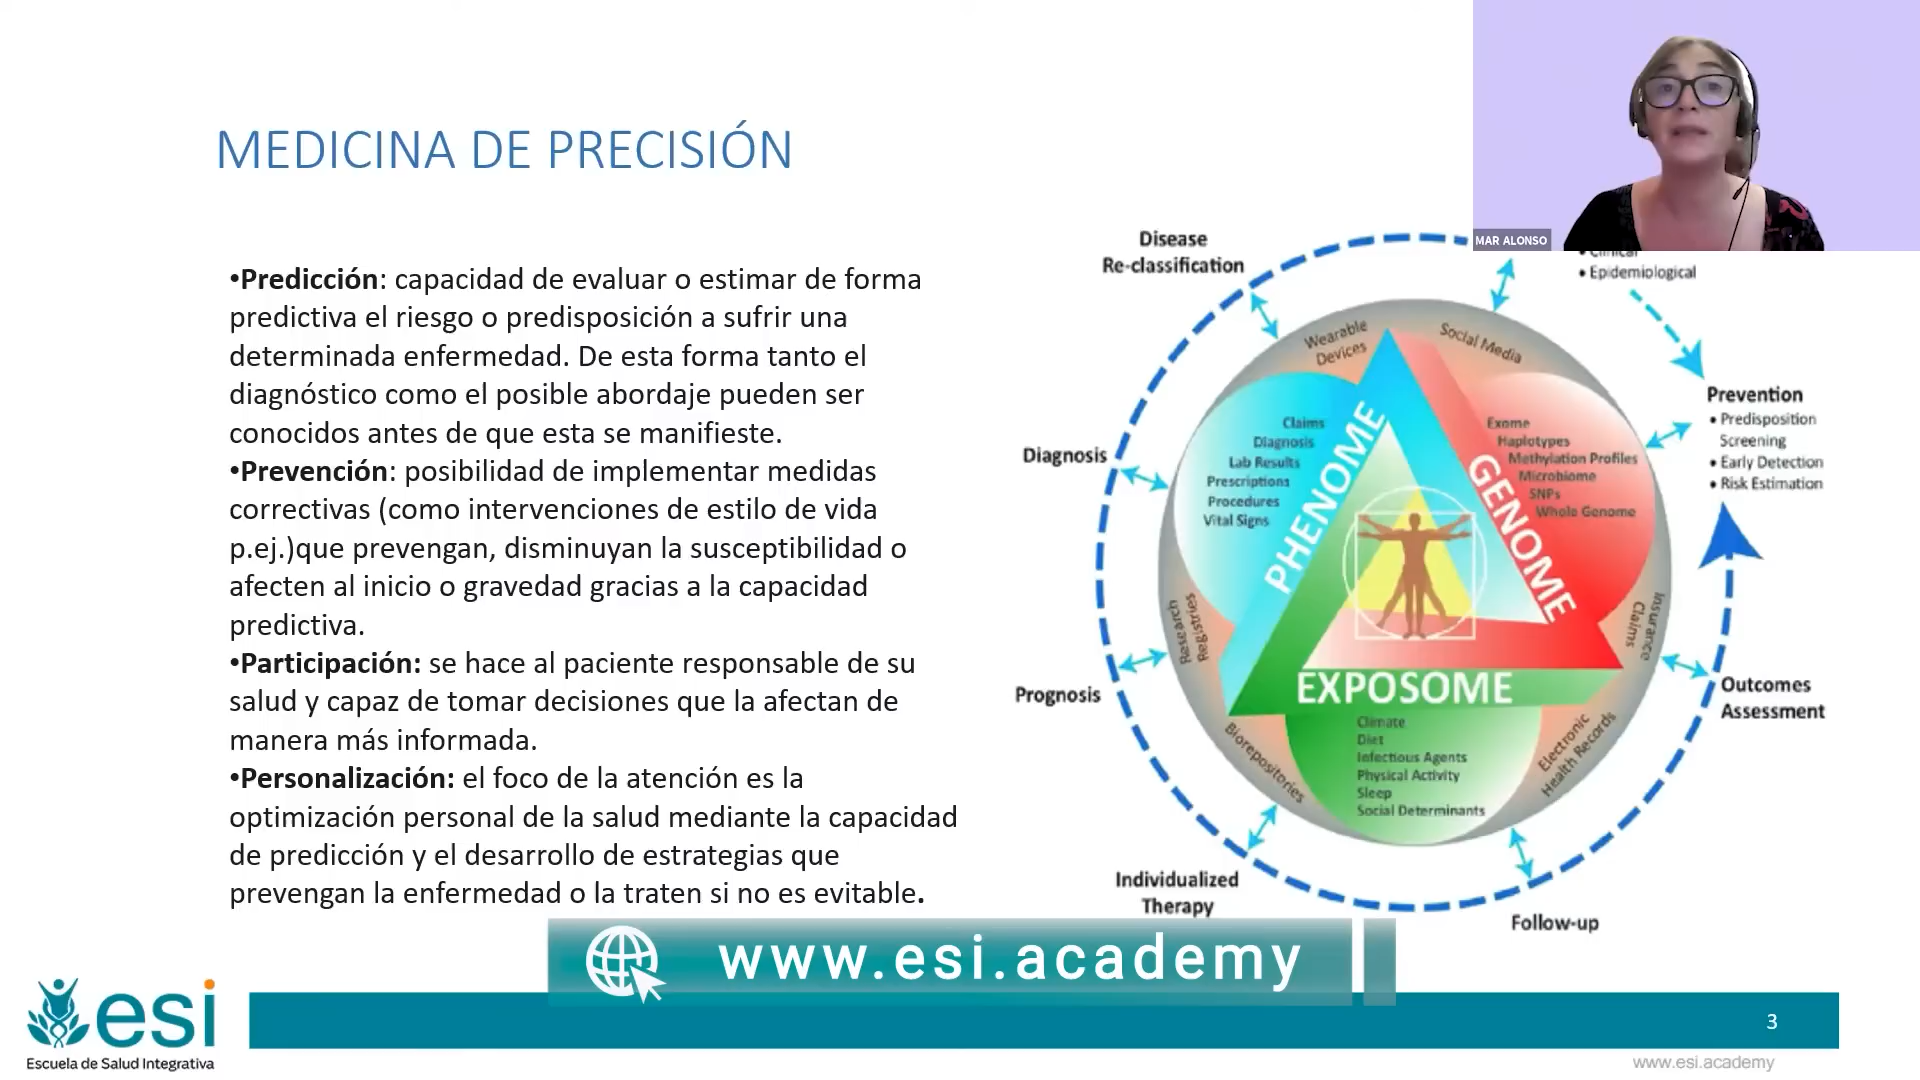 MEDICINA DE PRECISIÓN
•Predicción: capacidad de evaluar o estimar de forma
predictiva el riesgo o predisposición a sufrir una
determinada enfermedad. De esta forma tanto el
diagnóstico como el posible abordaje pueden ser
conocidos antes de que esta se manifieste.
•Prevención: posibilidad de implementar medidas
correctivas (como intervenciones de estilo de vida
p.ej.)que prevengan, disminuyan la susceptibilidad o
afecten al inicio o gravedad gracias a la capacidad
predictiva.
•Participación: se hace al paciente responsable de su
salud y capaz de tomar decisiones que la afectan de
manera más informada.
•Personalización: el foco de la atención es la
optimización personal de la salud mediante la capacidad
de predicción y el desarrollo de estrategias que
prevengan la enfermedad o la traten si no es evitable.
MAR ALONSO
Disease
Re-classification
• Clinical
• Epidemiological
Wearable
Devices
Social Media
Prevention
• Predisposition
Screening
• Early Detection
• Risk Estimation
Diagnosis
Claims
Diagnosis
Lab Results
Prescriptions
Procedures
Vital Signs
PHENOME
Exome
Haplotypes
Methylation Profiles
Microbiome
SNPs
Whole Genome
GENOME
Research
Registries
Insurance
Claims
Prognosis
EXPOSOME
Climate
Diet
Infectious Agents
Physical Activity
Sleep
Social Determinants
Outcomes
Assessment
Biorepositories
Electronic
Health Records
Individualized
Therapy
Follow-up
www.esi.academy
esi
Escuela de Salud Integrativa
3
www.esi.academy